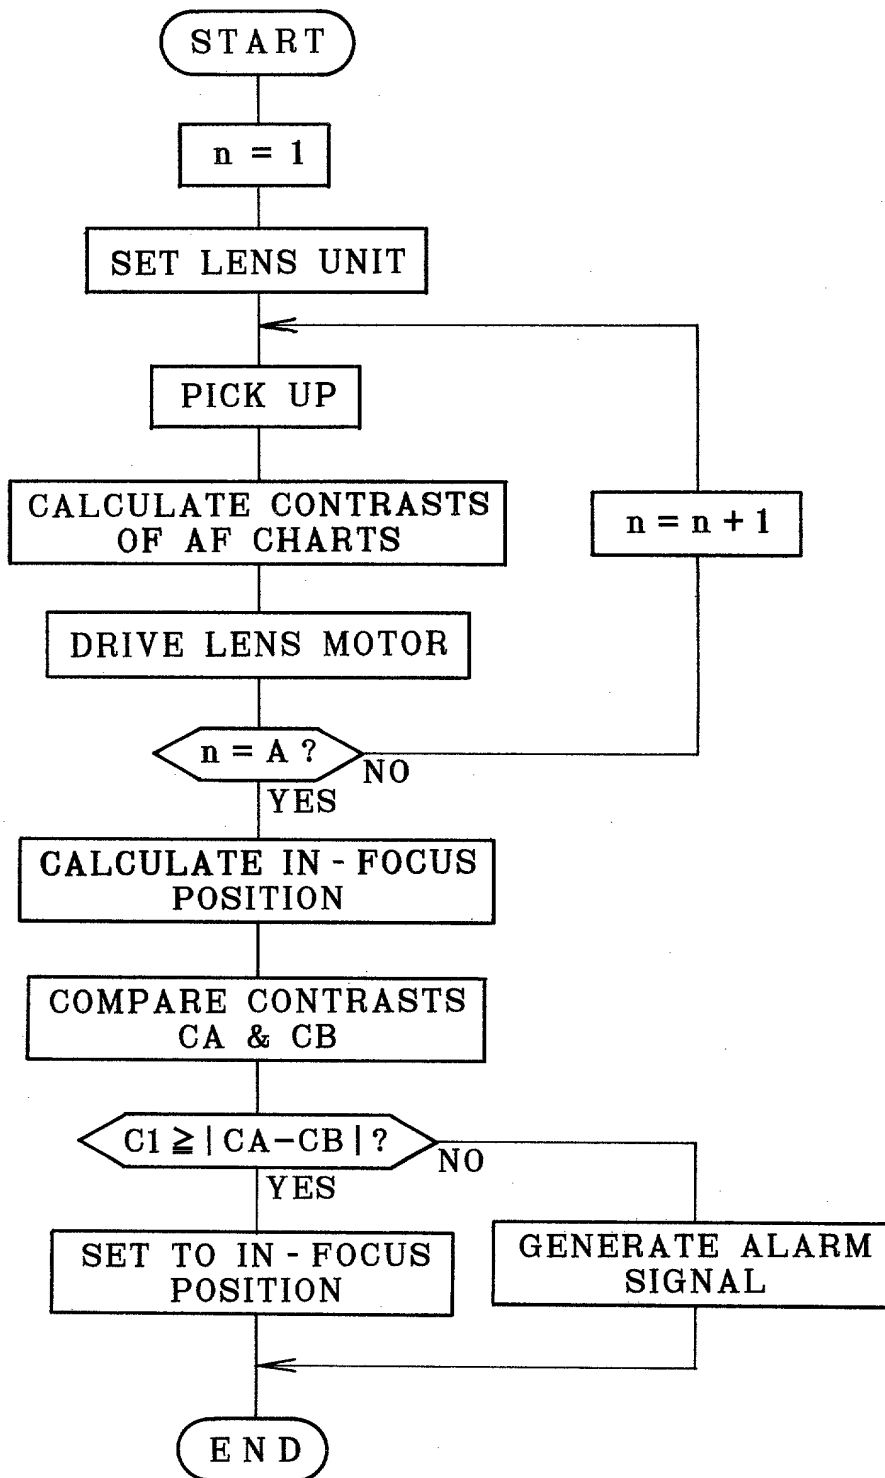 START
n = 1
SET LENS UNIT
PICK UP
CALCULATE CONTRASTS
OF AF CHARTS
n = n + 1
DRIVE LENS MOTOR
n = A ?
NO
YES
CALCULATE IN - FOCUS
POSITION
COMPARE CONTRASTS
CA & CB
C1 ≧ | CA-CB | ?
NO
YES
SET TO IN - FOCUS
POSITION
GENERATE ALARM
SIGNAL
END